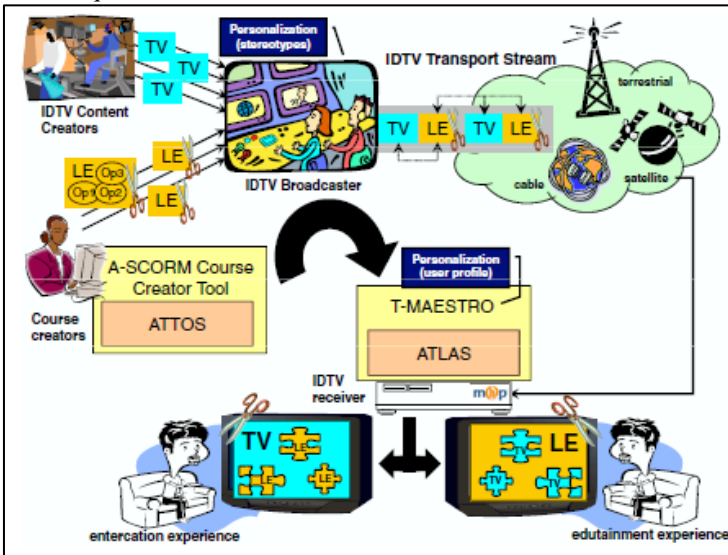 Personalization
(stereotypes)
IDTV Transport Stream
TV
TV
TV
IDTV Content
Creators
terrestrial
TV
LE
TV
LE
LE
LE
Op3
Op1
Op2
LE
IDTV Broadcaster
cable
satellite
A-SCORM Course
Creator Tool
ATTOS
Course
creators
Personalization
(user profile)
T-MAESTRO
ATLAS
IDTV
receiver
mhp
TV
LE
LE
LE
TV
LE
TV
TV
entercation experience
edutainment experience